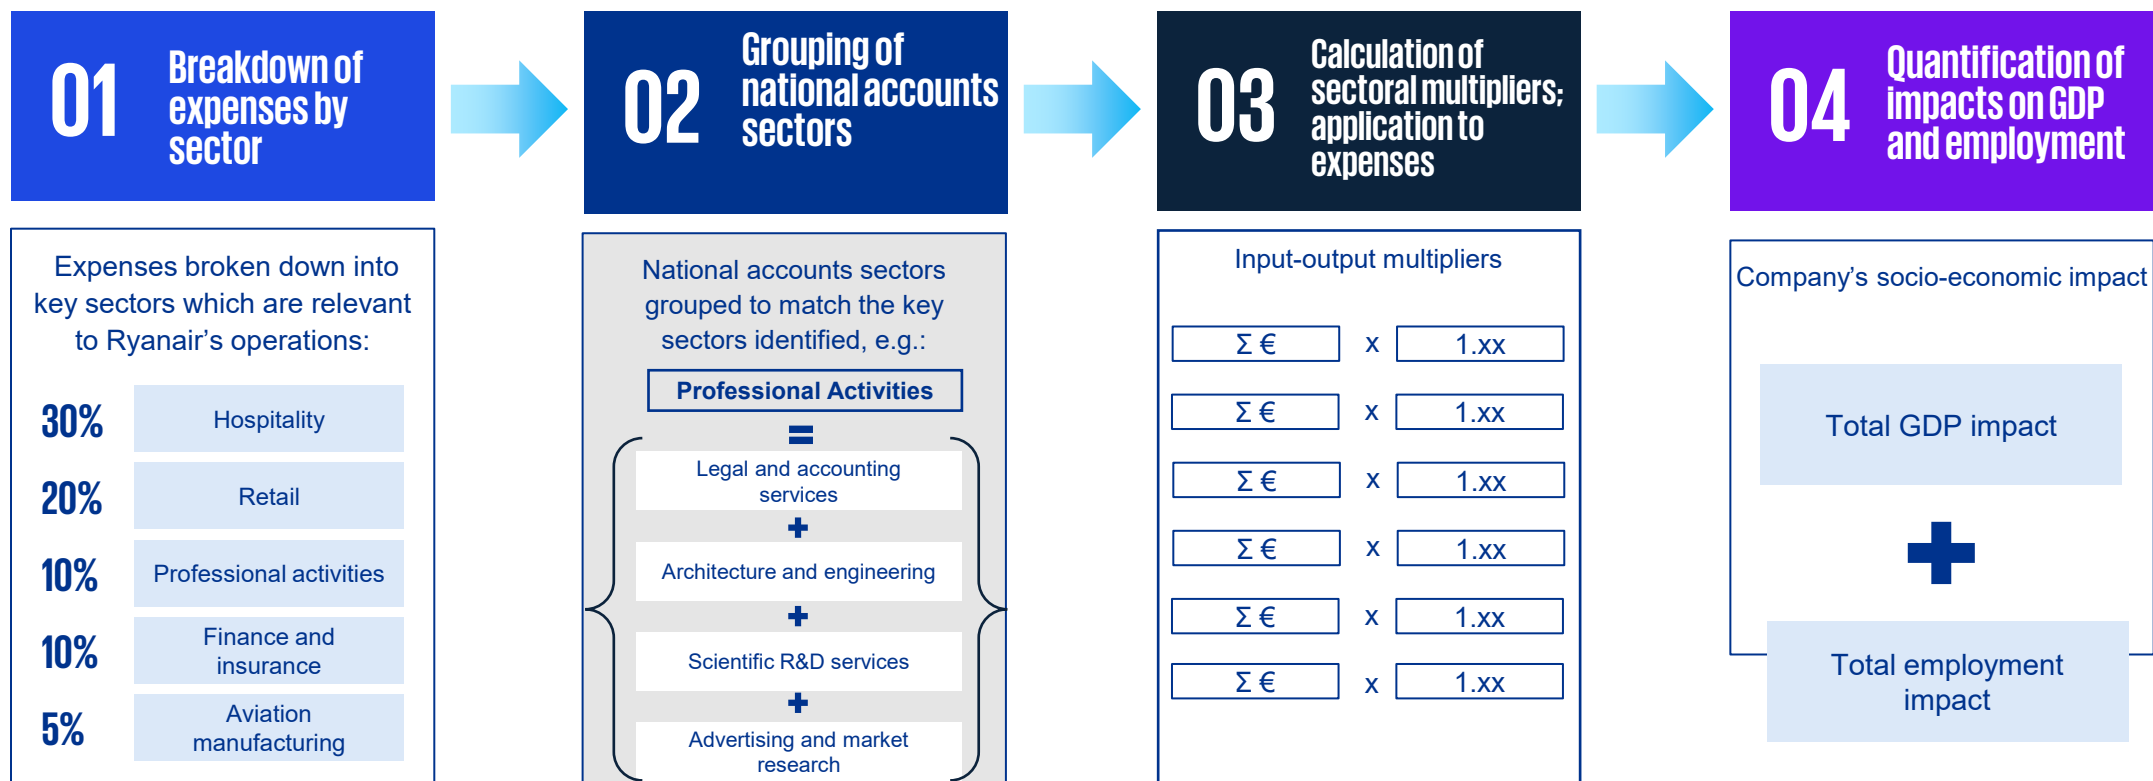 01
Breakdown of
expenses by
sector
02
Grouping of
national accounts
sectors
03
Calculation of
sectoral multipliers;
application to
expenses
04
Quantification of
impacts on GDP
and employment
Expenses broken down into
key sectors which are relevant
to Ryanair’s operations:
30%
Hospitality
20%
Retail
10%
Professional activities
10%
Finance and
insurance
5%
Aviation
manufacturing
National accounts sectors
grouped to match the key
sectors identified, e.g.:
Professional Activities
=
Legal and accounting
services
+
Architecture and engineering
+
Scientific R&D services
+
Advertising and market
research
Input-output multipliers
Σ € x 1.xx
Σ € x 1.xx
Σ € x 1.xx
Σ € x 1.xx
Σ € x 1.xx
Σ € x 1.xx
Company’s socio-economic impact
Total GDP impact
+
Total employment
impact